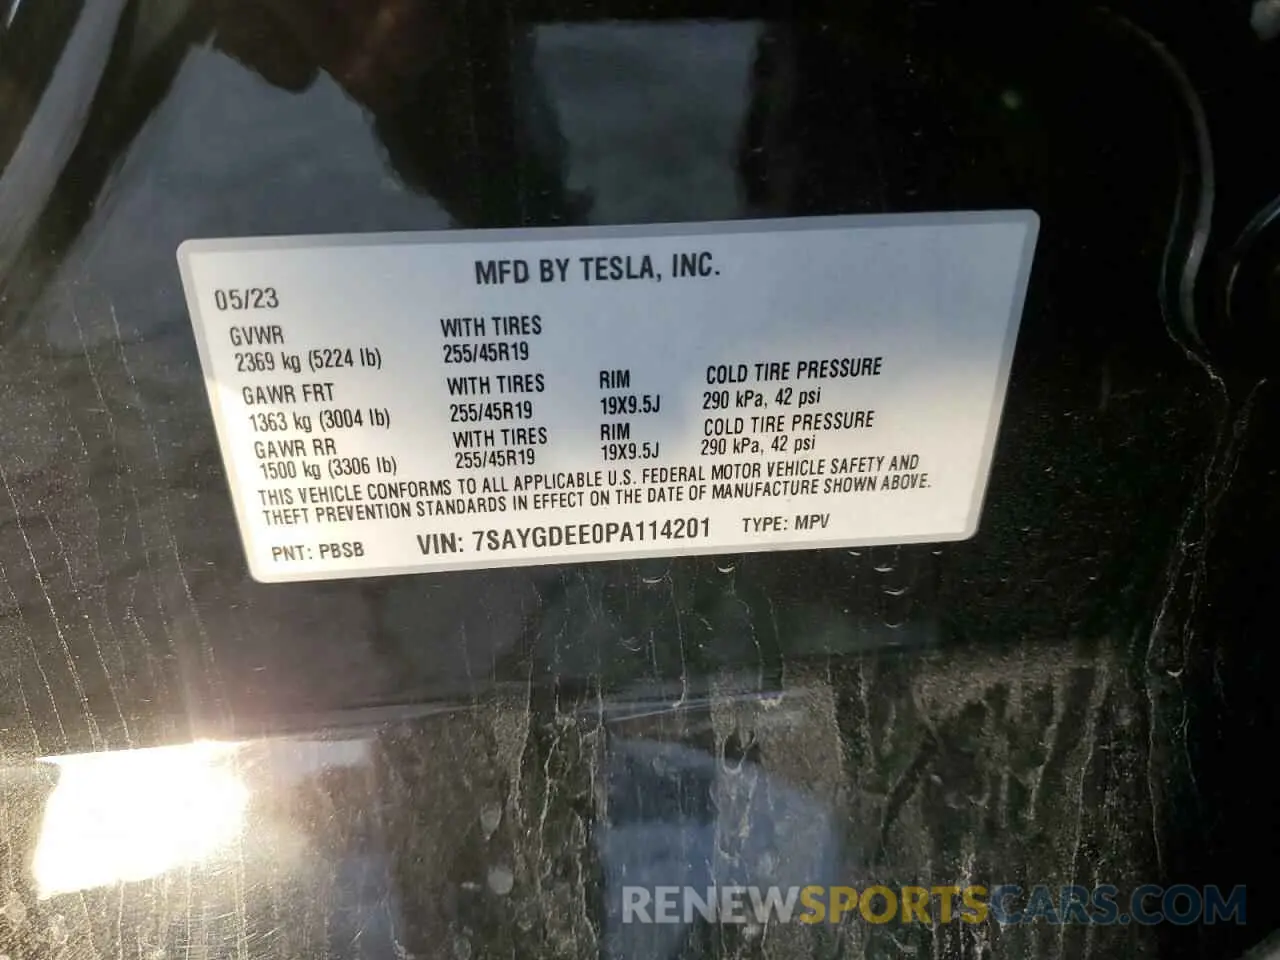 MFD BY TESLA, INC.
05/23
GVWR WITH TIRES
2369 kg (5224 lb) 255/45R19
GAWR FRT WITH TIRES RIM COLD TIRE PRESSURE
1363 kg (3004 lb) 255/45R19 19X9.5J 290 kPa, 42 psi
GAWR RR WITH TIRES RIM COLD TIRE PRESSURE
1500 kg (3306 lb) 255/45R19 19X9.5J 290 kPa, 42 psi
THIS VEHICLE CONFORMS TO ALL APPLICABLE U.S. FEDERAL MOTOR VEHICLE SAFETY AND
THEFT PREVENTION STANDARDS IN EFFECT ON THE DATE OF MANUFACTURE SHOWN ABOVE.
PNT: PBSB VIN: 7SAYGDEE0PA114201 TYPE: MPV
RENEWSPORTSCARS.COM